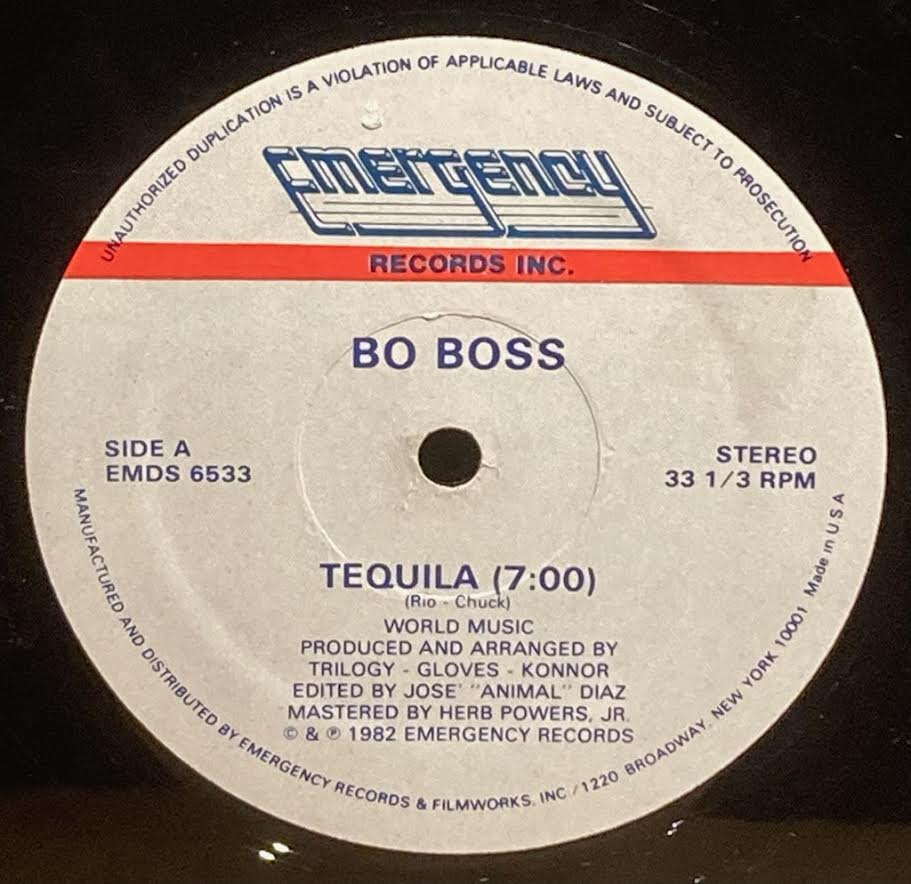 UNAUTHORIZED DUPLICATION IS A VIOLATION OF APPLICABLE LAWS AND SUBJECT TO PROSECUTION
Emergency
RECORDS INC.
BO BOSS
SIDE A
EMDS 6533
STEREO
33 1/3 RPM
TEQUILA (7:00)
(Rio - Chuck)
WORLD MUSIC
PRODUCED AND ARRANGED BY
TRILOGY - GLOVES - KONNOR
EDITED BY JOSE' "ANIMAL" DIAZ
MASTERED BY HERB POWERS, JR.
© & ℗ 1982 EMERGENCY RECORDS
MANUFACTURED AND DISTRIBUTED BY EMERGENCY RECORDS & FILMWORKS, INC / 1220 BROADWAY, NEW YORK 10001 Made in U S A